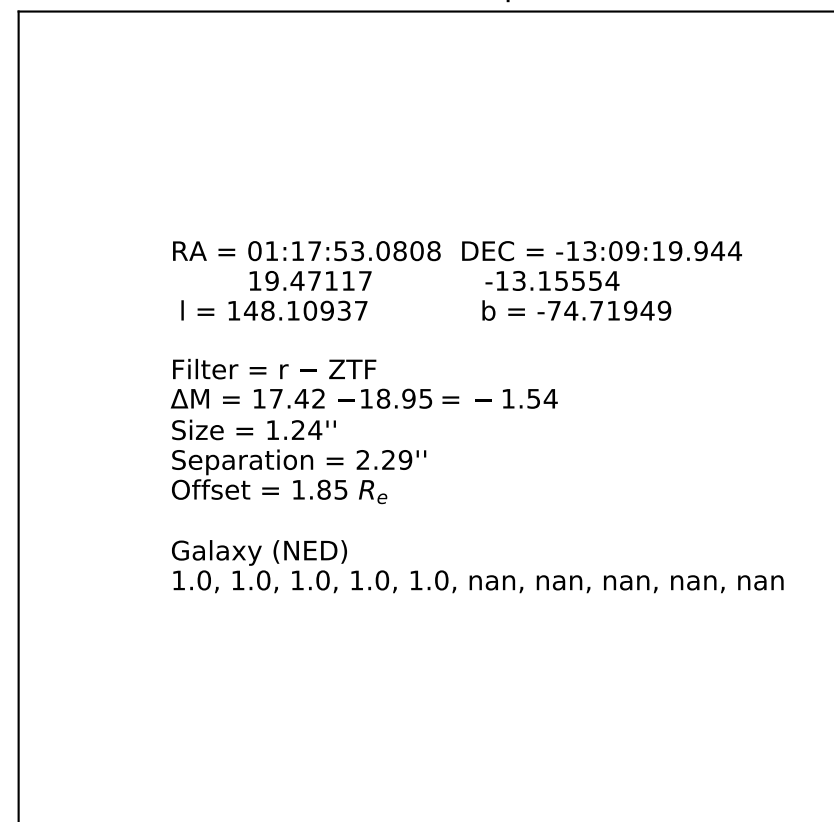 RA = 01:17:53.0808 DEC = -13:09:19.944
19.47117 -13.15554
l = 148.10937 b = -74.71949
Filter = r − ZTF
ΔM = 17.42 −18.95 = − 1.54
Size = 1.24''
Separation = 2.29''
Offset = 1.85 Re
Galaxy (NED)
1.0, 1.0, 1.0, 1.0, 1.0, nan, nan, nan, nan, nan